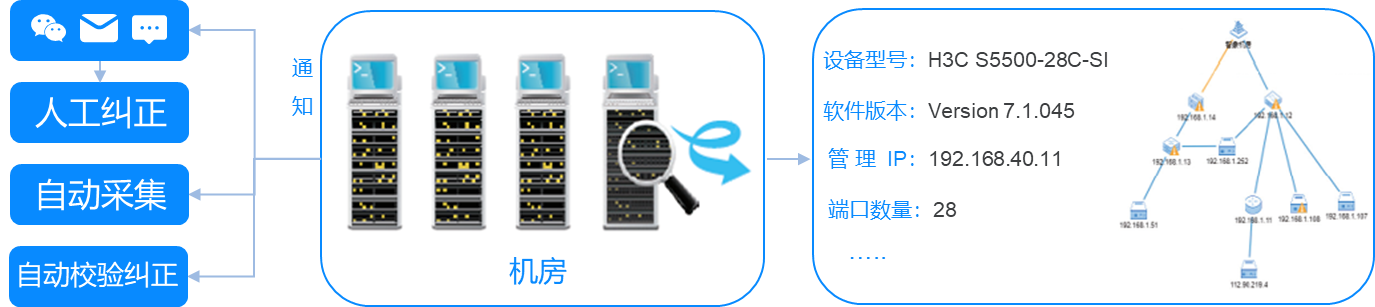 人工纠正
自动采集
自动校验纠正
通
知
机房
设备型号：H3C S5500-28C-SI
软件版本：Version 7.1.045
管 理 IP：192.168.40.11
端口数量：28
.....
192.168.1.14
192.168.1.12
192.168.1.13
192.168.1.252
192.168.1.51
192.168.1.11
192.168.1.108
192.168.1.107
112.96.219.4